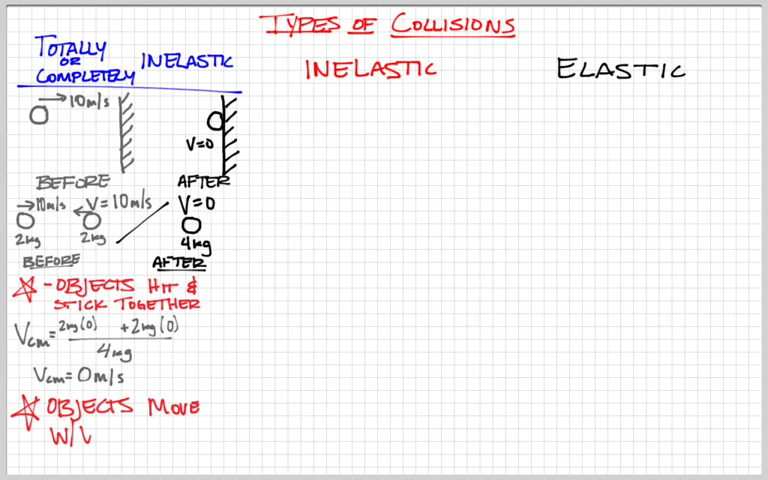 TYPES OF COLLISIONS
TOTALLY
OR
COMPLETELY INELASTIC
INELASTIC
ELASTIC
10m/s
V=0
BEFORE
AFTER
10m/s
V=10m/s
V=0
2kg
2kg
4kg
BEFORE
AFTER
-OBJECTS HIT &
STICK TOGETHER
Vcm= 2kg(0) +2kg(0)
4kg
Vcm= 0m/s
OBJECTS MOVE
W/